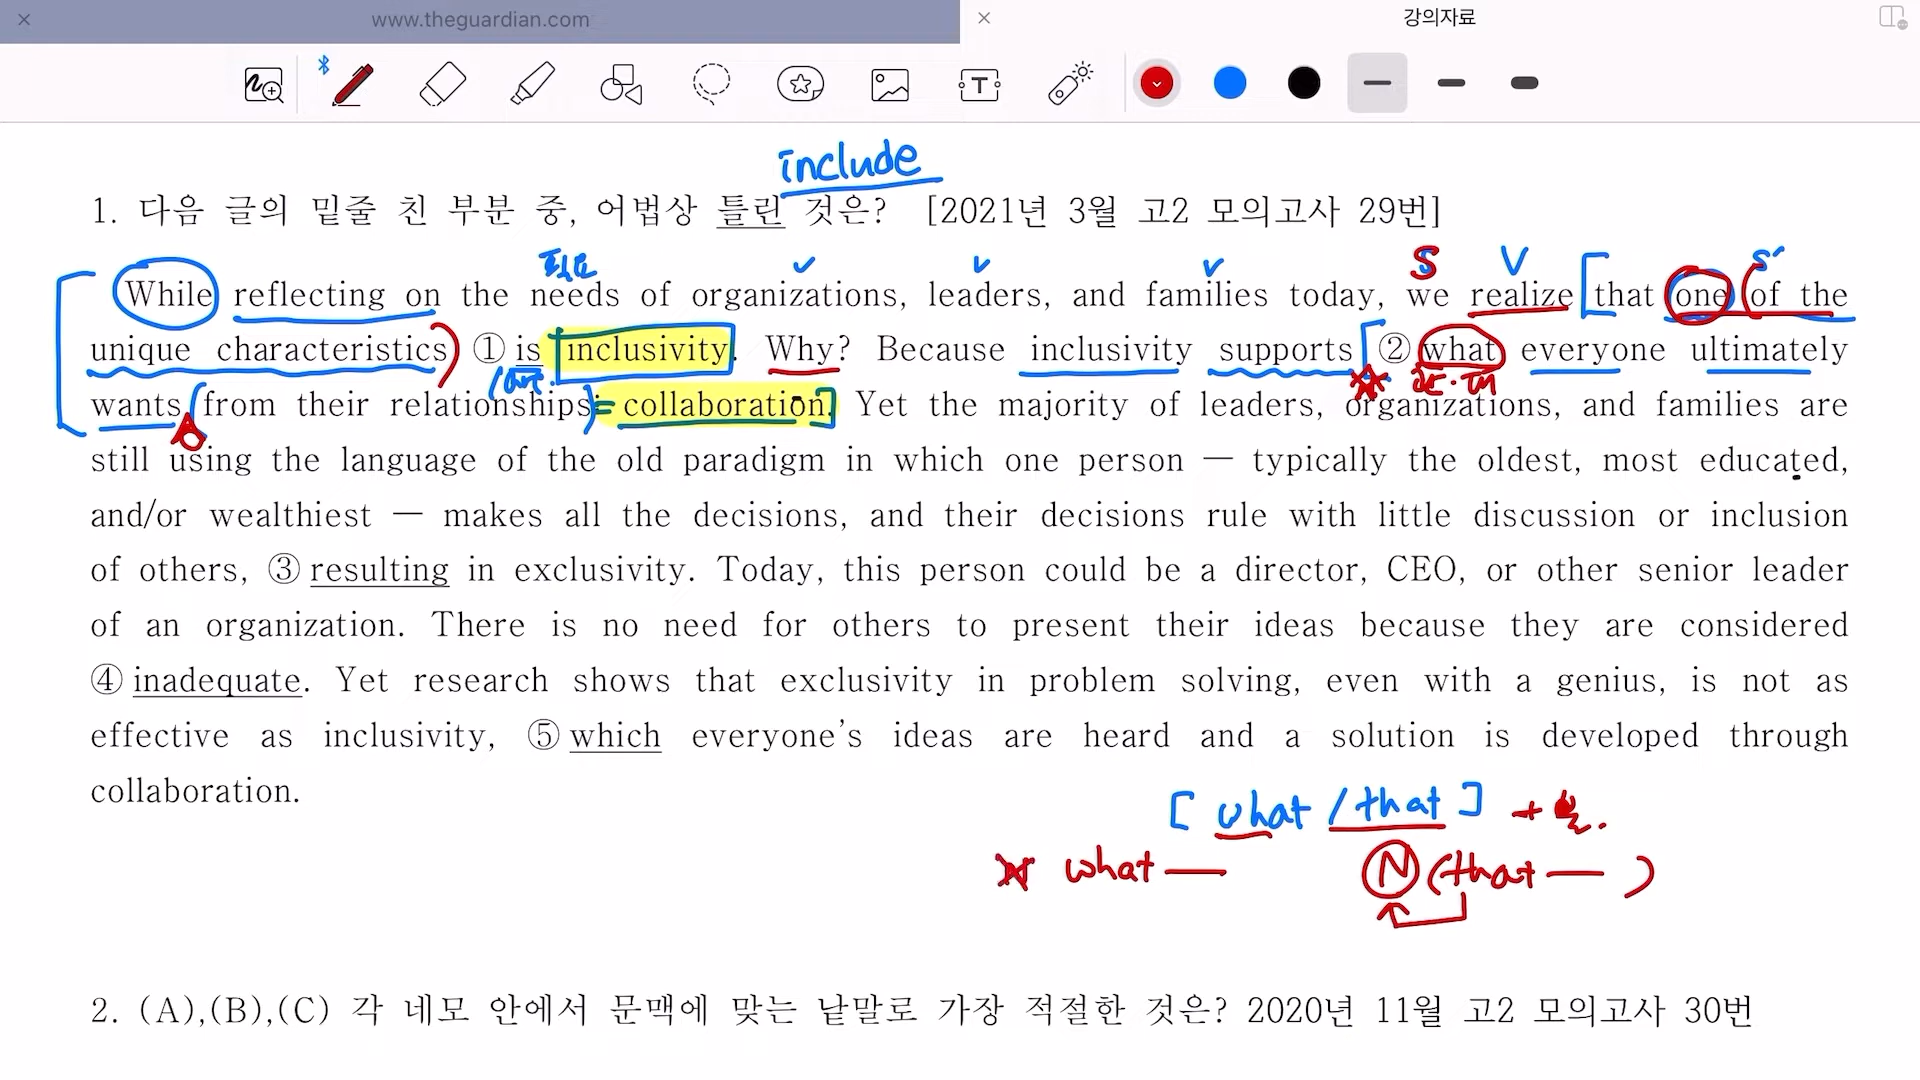 www.theguardian.com
강의자료
include
1. 다음 글의 밑줄 친 부분 중, 어법상 틀린 것은? [2021년 3월 고2 모의고사 29번]
필요 S V S'
While reflecting on the needs of organizations, leaders, and families today, we realize that one of the
unique characteristics ① is inclusivity. Why? Because inclusivity supports ② what everyone ultimately
are
wants from their relationships: collaboration. Yet the majority of leaders, organizations, and families are
still using the language of the old paradigm in which one person — typically the oldest, most educated,
and/or wealthiest — makes all the decisions, and their decisions rule with little discussion or inclusion
of others, ③ resulting in exclusivity. Today, this person could be a director, CEO, or other senior leader
of an organization. There is no need for others to present their ideas because they are considered
④ inadequate. Yet research shows that exclusivity in problem solving, even with a genius, is not as
effective as inclusivity, ⑤ which everyone's ideas are heard and a solution is developed through
collaboration.
[ what / that ] +
what — N (that — )
2. (A),(B),(C) 각 네모 안에서 문맥에 맞는 낱말로 가장 적절한 것은? 2020년 11월 고2 모의고사 30번